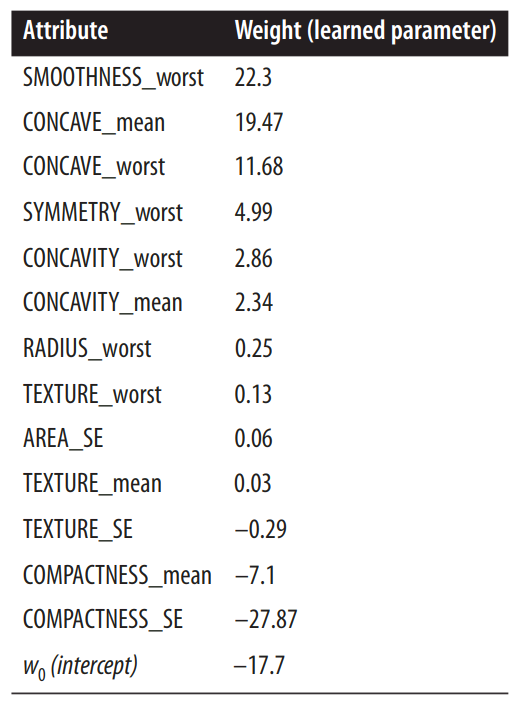 Attribute Weight (learned parameter)
SMOOTHNESS_worst 22.3
CONCAVE_mean 19.47
CONCAVE_worst 11.68
SYMMETRY_worst 4.99
CONCAVITY_worst 2.86
CONCAVITY_mean 2.34
RADIUS_worst 0.25
TEXTURE_worst 0.13
AREA_SE 0.06
TEXTURE_mean 0.03
TEXTURE_SE –0.29
COMPACTNESS_mean –7.1
COMPACTNESS_SE –27.87
w0 (intercept) –17.7